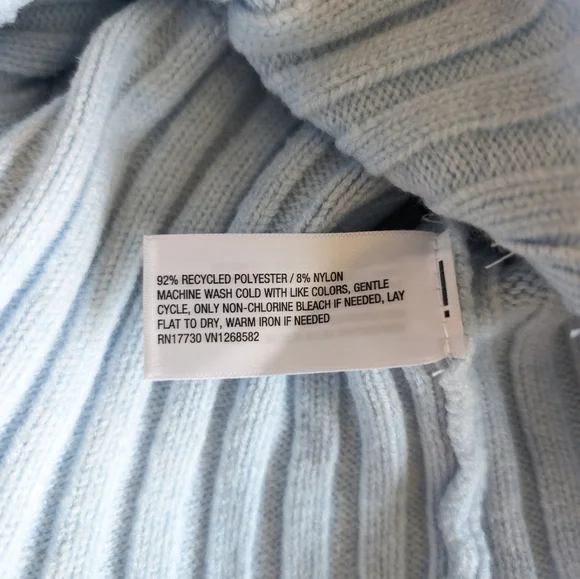 92% RECYCLED POLYESTER / 8% NYLON
MACHINE WASH COLD WITH LIKE COLORS, GENTLE
CYCLE, ONLY NON-CHLORINE BLEACH IF NEEDED, LAY
FLAT TO DRY, WARM IRON IF NEEDED
RN17730 VN1268582